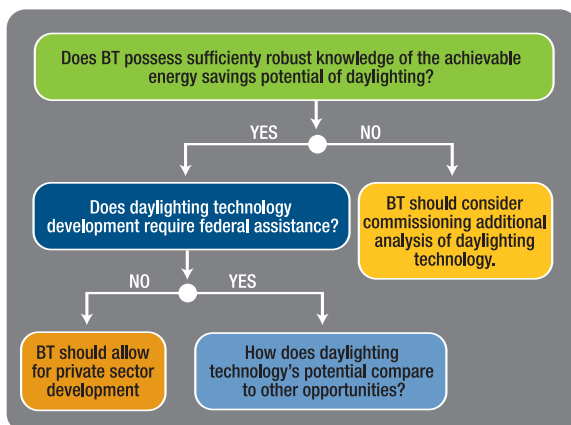 Does BT possess sufficienty robust knowledge of the achievable
energy savings potential of daylighting?
YES
NO
Does daylighting technology
development require federal assistance?
BT should consider
commissioning additional
analysis of daylighting
technology.
NO
YES
BT should allow
for private sector
development
How does daylighting
technology's potential compare
to other opportunities?